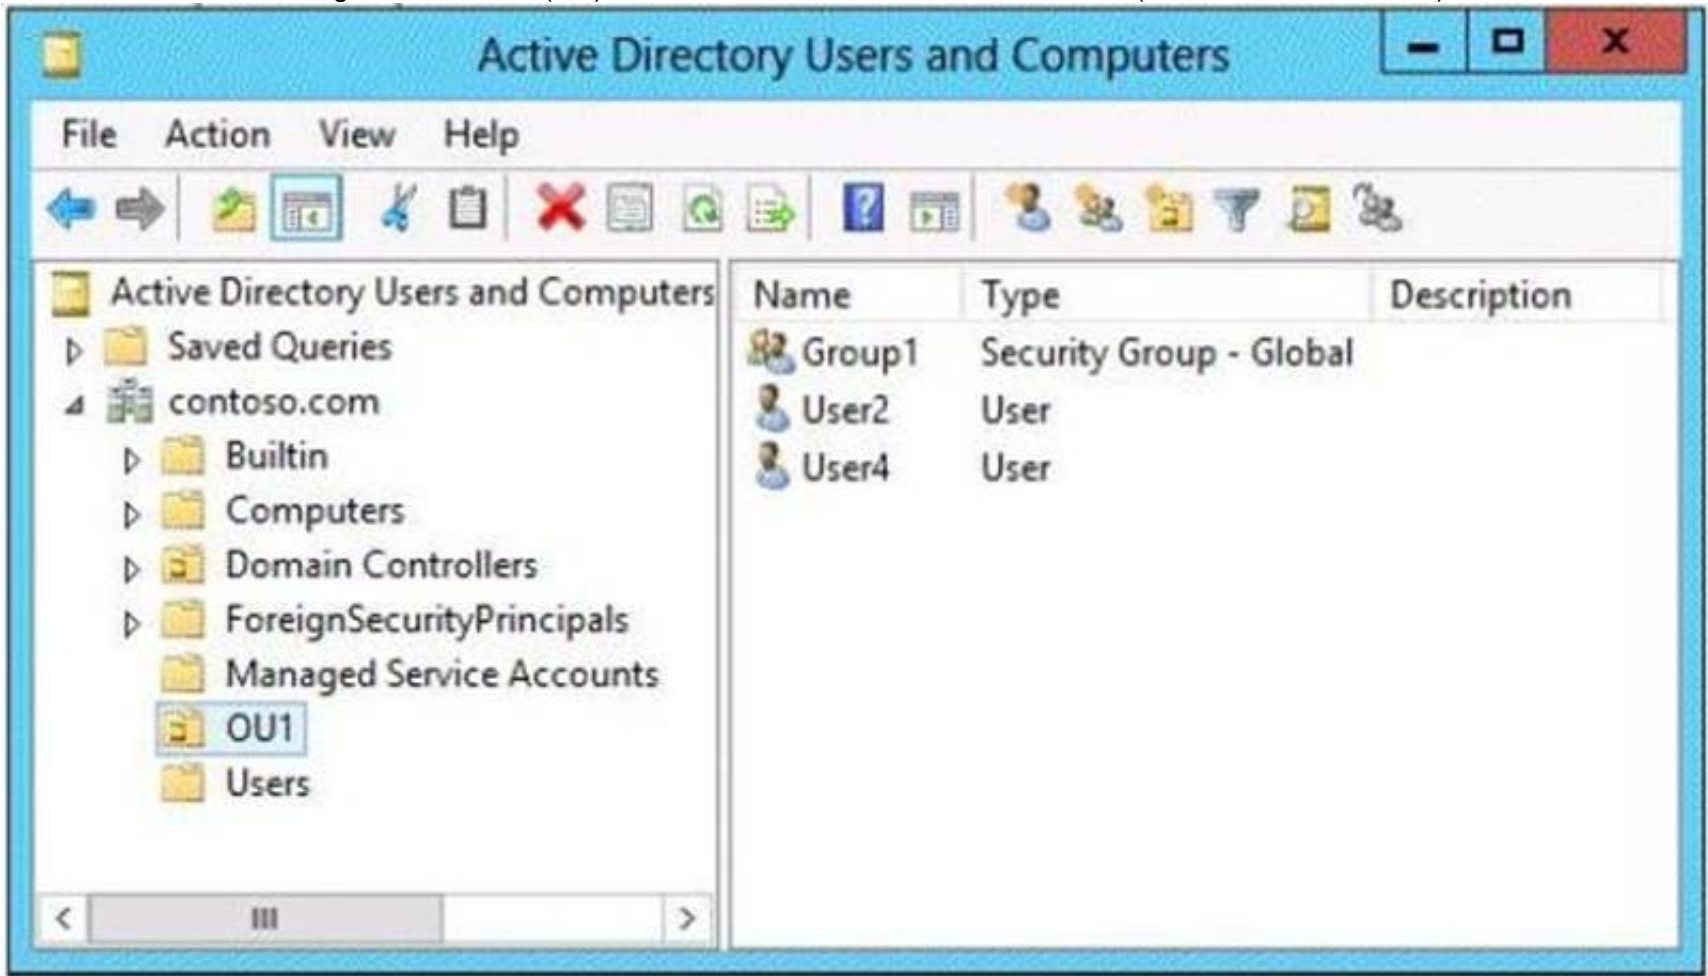 Active Directory Users and Computers
File Action View Help
Active Directory Users and Computers
Saved Queries
contoso.com
Builtin
Computers
Domain Controllers
ForeignSecurityPrincipals
Managed Service Accounts
OU1
Users
Name Type Description
Group1 Security Group - Global
User2 User
User4 User